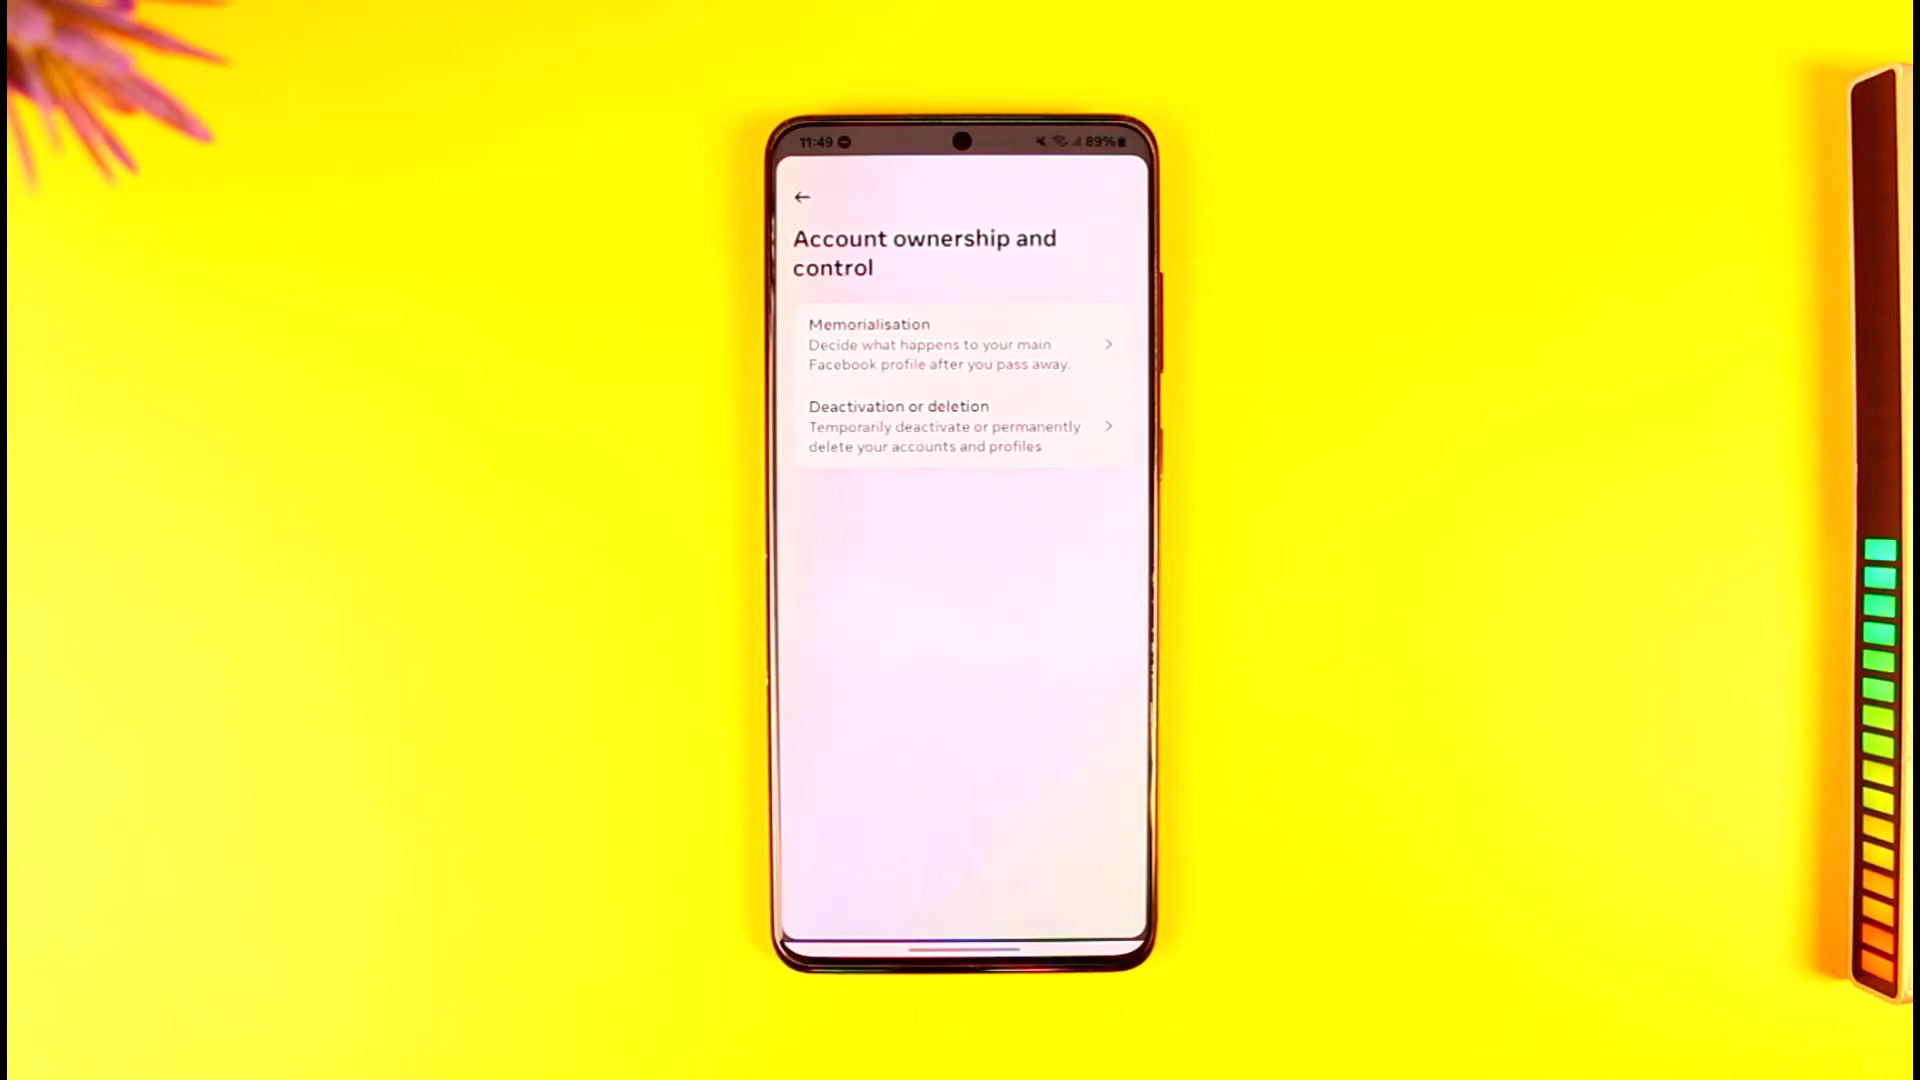 11:49
89%
Account ownership and
control
Memorialisation
Decide what happens to your main
Facebook profile after you pass away.
Deactivation or deletion
Temporarily deactivate or permanently
delete your accounts and profiles